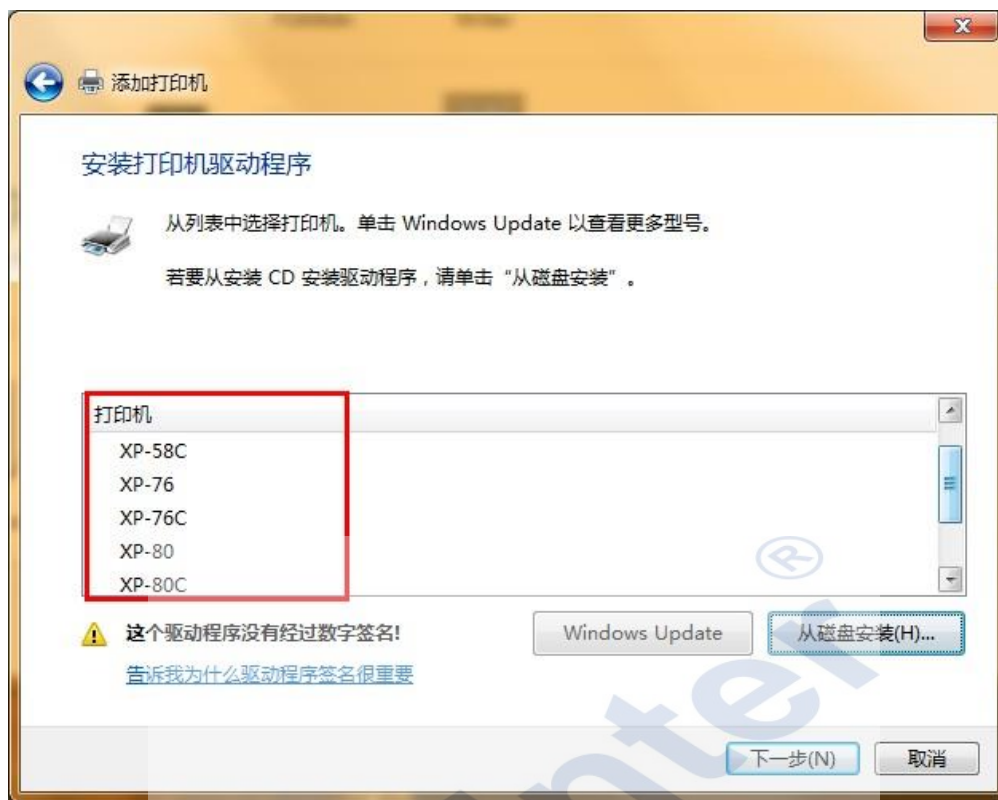 添加打印机
安装打印机驱动程序
从列表中选择打印机。单击 Windows Update 以查看更多型号。
若要从安装 CD 安装驱动程序，请单击“从磁盘安装”。
打印机
XP-58C
XP-76
XP-76C
XP-80
XP-80C
这个驱动程序没有经过数字签名!
Windows Update
从磁盘安装(H)...
告诉我为什么驱动程序签名很重要
下一步(N)
取消
®
nter